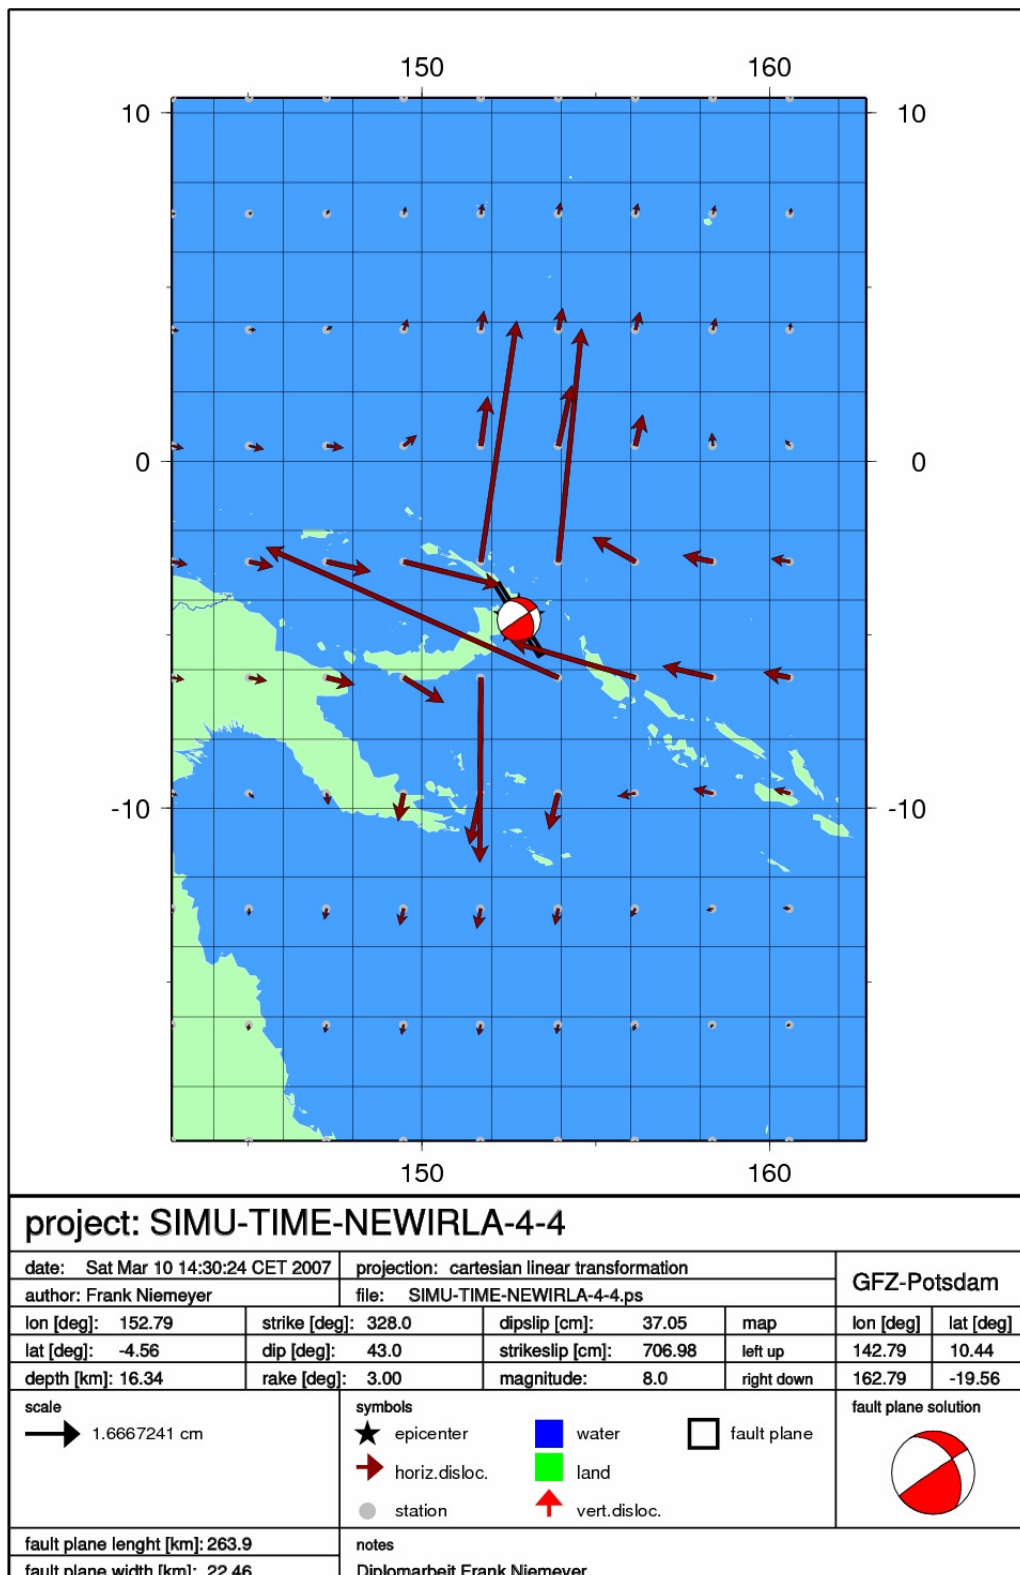 150 160
10 10
0 0
-10 -10
150 160
project: SIMU-TIME-NEWIRLA-4-4
date: Sat Mar 10 14:30:24 CET 2007 projection: cartesian linear transformation
GFZ-Potsdam
author: Frank Niemeyer file: SIMU-TIME-NEWIRLA-4-4.ps
lon [deg]: 152.79 strike [deg]: 328.0 dipslip [cm]: 37.05 map lon [deg] lat [deg]
lat [deg]: -4.56 dip [deg]: 43.0 strikeslip [cm]: 706.98 left up 142.79 10.44
depth [km]: 16.34 rake [deg]: 3.00 magnitude: 8.0 right down 162.79 -19.56
scale symbols fault plane solution
1.6667241 cm epicenter water fault plane
horiz.disloc. land
station vert.disloc.
fault plane lenght [km]: 263.9 notes
fault plane width [km]: 22.46 Diplomarbeit Frank Niemeyer